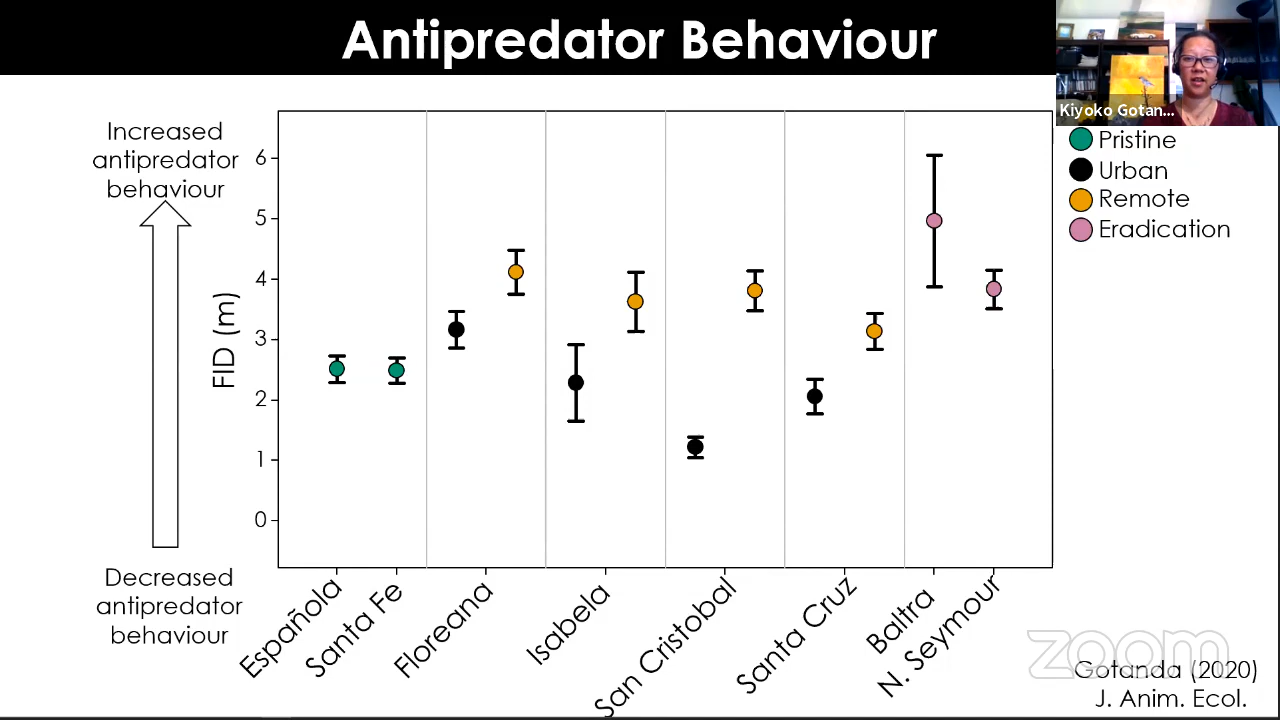 Antipredator Behaviour
Kiyoko Gotan...
Increased
antipredator
behaviour
Decreased
antipredator
behaviour
FID (m)
6
5
4
3
2
1
0
Española
Santa Fe
Floreana
Isabela
San Cristobal
Santa Cruz
Baltra
N. Seymour
Pristine
Urban
Remote
Eradication
zoom
Gotanda (2020)
J. Anim. Ecol.